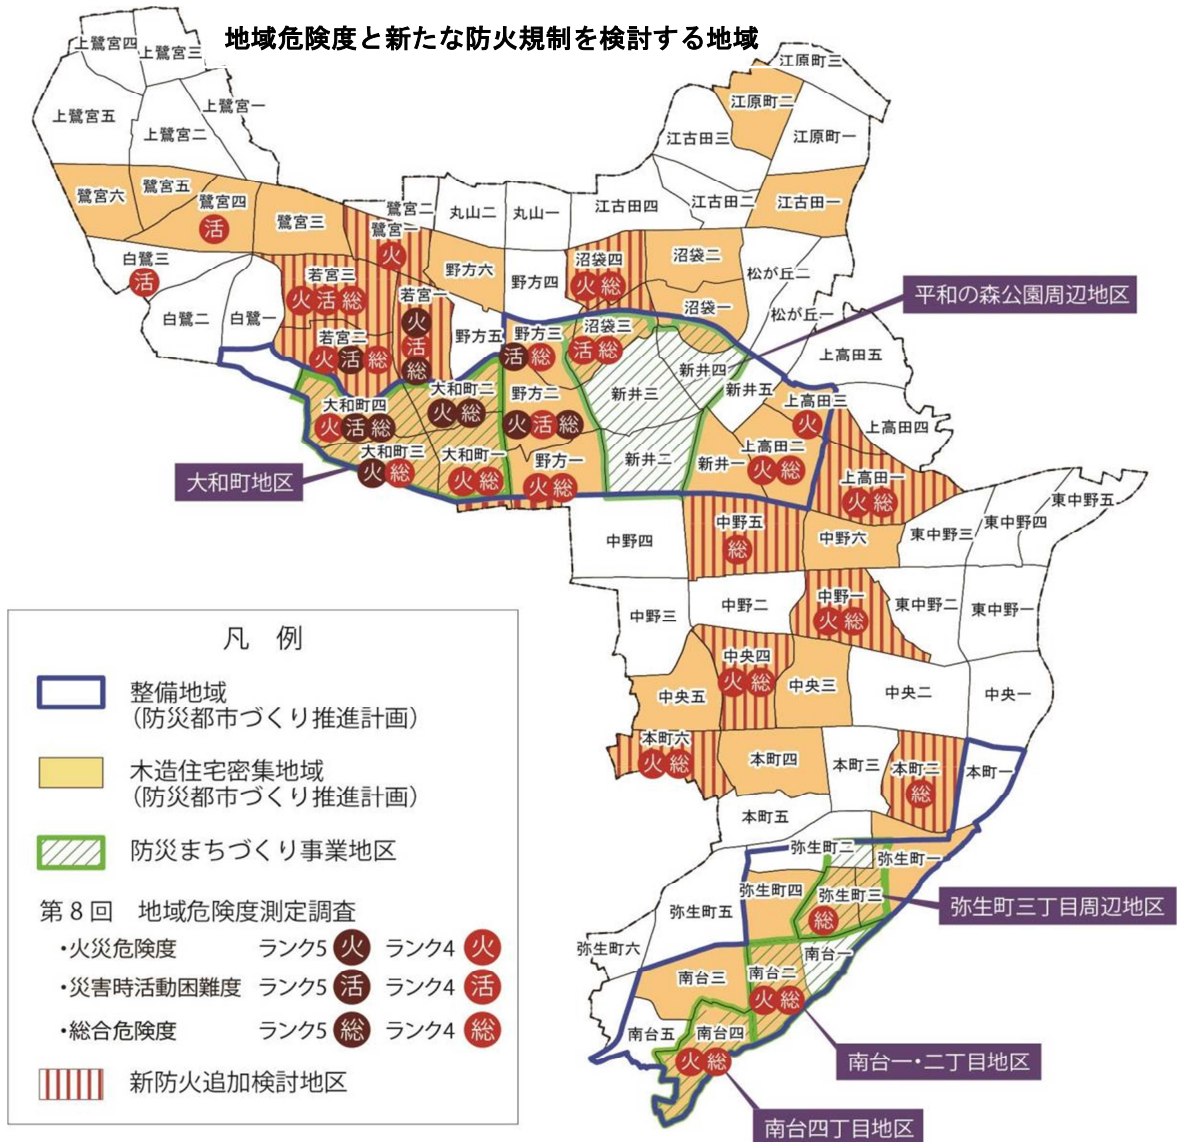 地域危険度と新たな防火規制を検討する地域
上鷺宮四
上鷺宮三
上鷺宮五
上鷺宮二
上鷺宮一
江原町三
江原町二
江原町一
江古田三
江古田二
江古田一
江古田四
鷺宮六
鷺宮五
鷺宮四
活
鷺宮三
鷺宮二
鷺宮一
火
丸山二
丸山一
白鷺三
活
白鷺二
白鷺一
若宮三
火活総
若宮二
火活総
若宮一
火
活
総
野方六
野方五
野方四
野方三
活総
沼袋四
火総
沼袋二
沼袋一
沼袋三
活総
松が丘二
松が丘一
平和の森公園周辺地区
上高田五
新井四
新井三
新井五
新井二
新井一
上高田三
火
上高田四
上高田二
火総
上高田一
火総
大和町二
火総
大和町四
火活総
大和町三
火総
大和町一
火総
野方二
火活総
野方一
火総
大和町地区
中野四
中野五
総
中野六
東中野三
東中野四
東中野五
中野三
中野二
中野一
火総
東中野二
東中野一
中央五
中央四
火総
中央三
中央二
中央一
本町六
火総
本町四
本町三
本町二
総
本町一
本町五
弥生町二
弥生町一
弥生町四
弥生町三
総
弥生町五
弥生町六
弥生町三丁目周辺地区
南台一
南台二
火総
南台三
南台五
南台四
火総
南台一・二丁目地区
南台四丁目地区
凡 例
整備地域
(防災都市づくり推進計画)
木造住宅密集地域
(防災都市づくり推進計画)
防災まちづくり事業地区
第8回 地域危険度測定調査
・火災危険度 ランク5 火 ランク4 火
・災害時活動困難度 ランク5 活 ランク4 活
・総合危険度 ランク5 総 ランク4 総
新防火追加検討地区